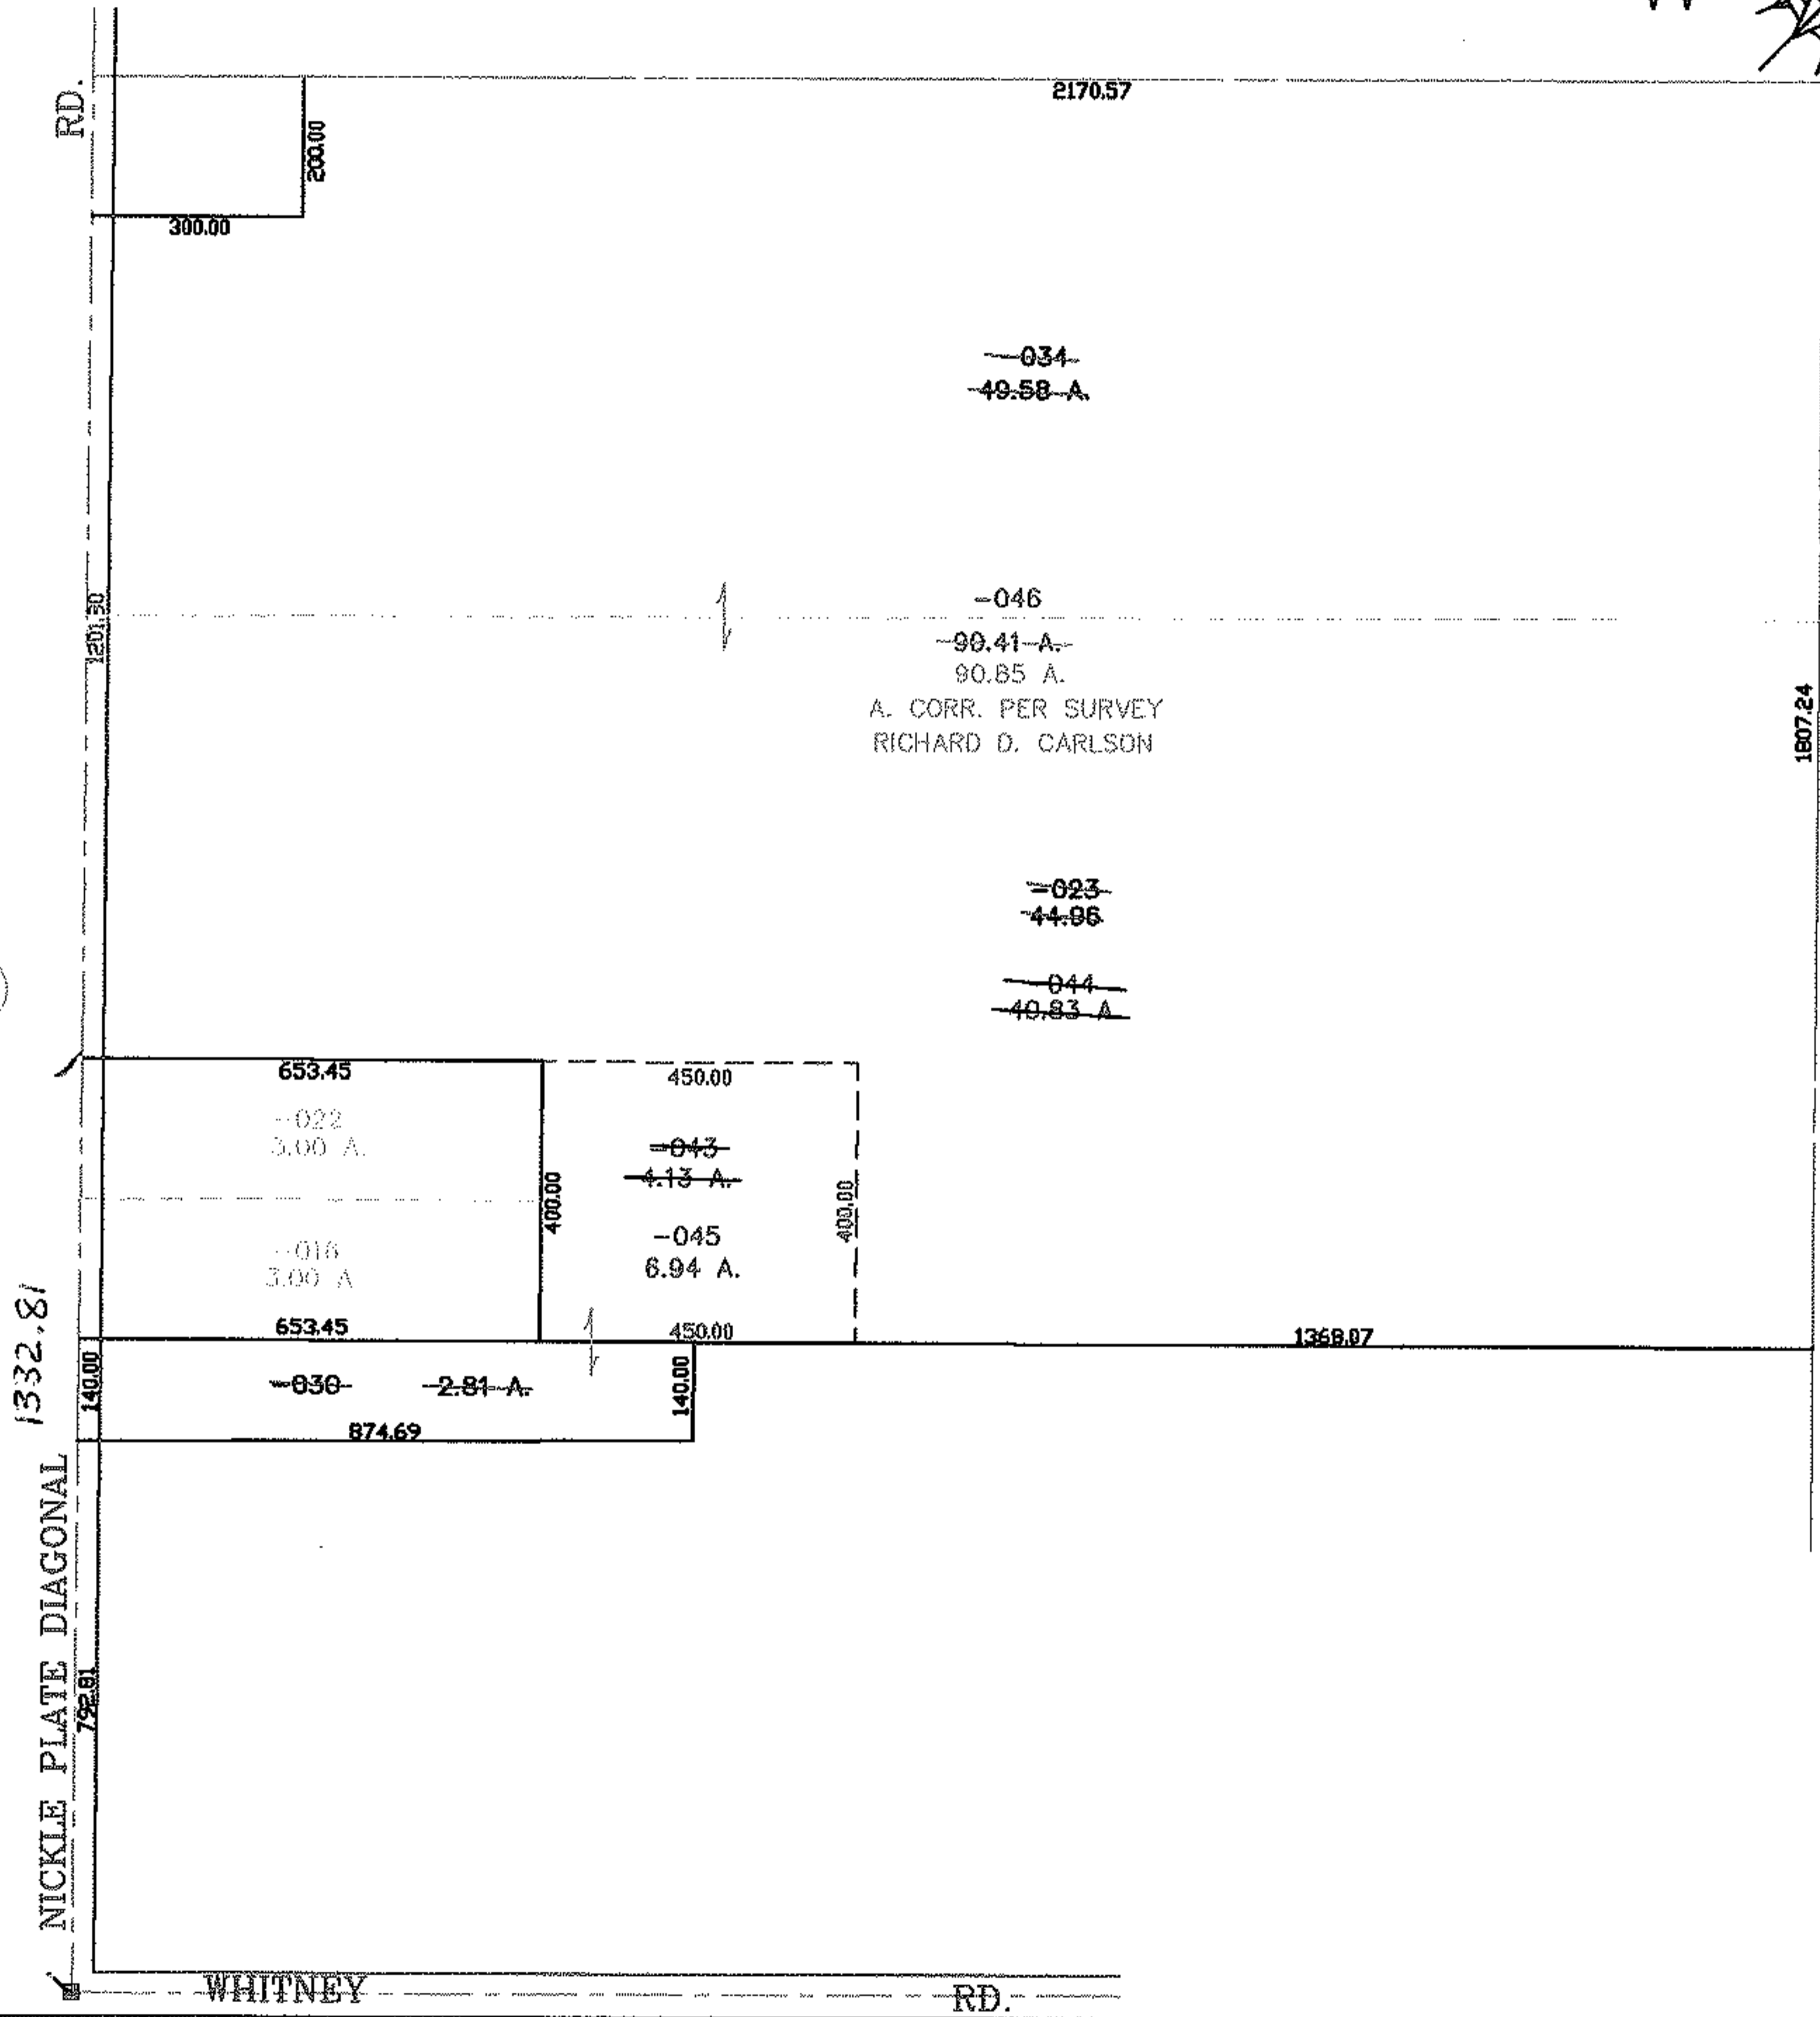 2170.57
RD.
200.00
300.00
-034
49.58 A.
1201.50
-046
90.41 A.
90.85 A.
A. CORR. PER SURVEY
RICHARD D. CARLSON
1807.24
-023
44.96
044
40.83 A
653.45
450.00
-022
3.00 A.
-043
4.13 A.
400.00
400.00
-045
6.94 A.
-016
3.00 A
1332.81
653.45
450.00
1368.07
140.00
-030 2.81 A.
140.00
874.69
NICKLE PLATE DIAGONAL
792.81
WHITNEY RD.